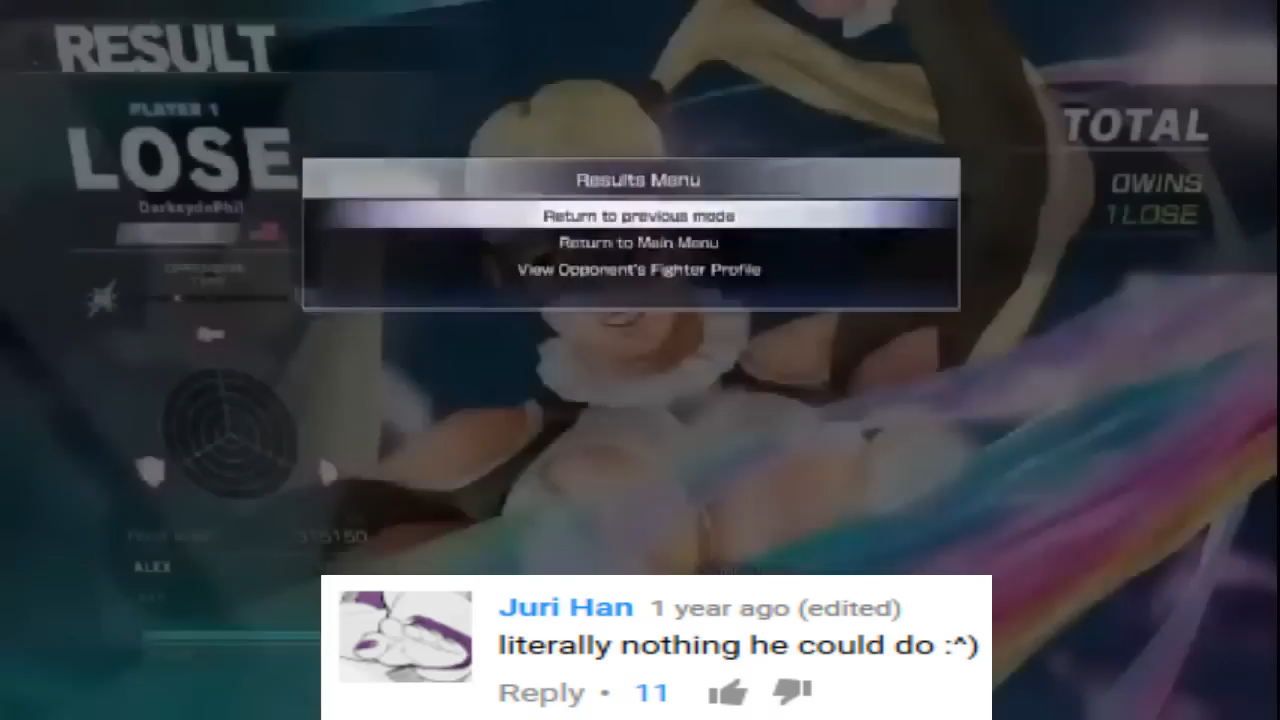 RESULT
PLAYER 1
LOSE
DarksydePhil
TOTAL
0WINS
1LOSE
Results Menu
Return to previous mode
Return to Main Menu
View Opponent's Fighter Profile
ALEX
Juri Han 1 year ago (edited)
literally nothing he could do :^)
Reply • 11